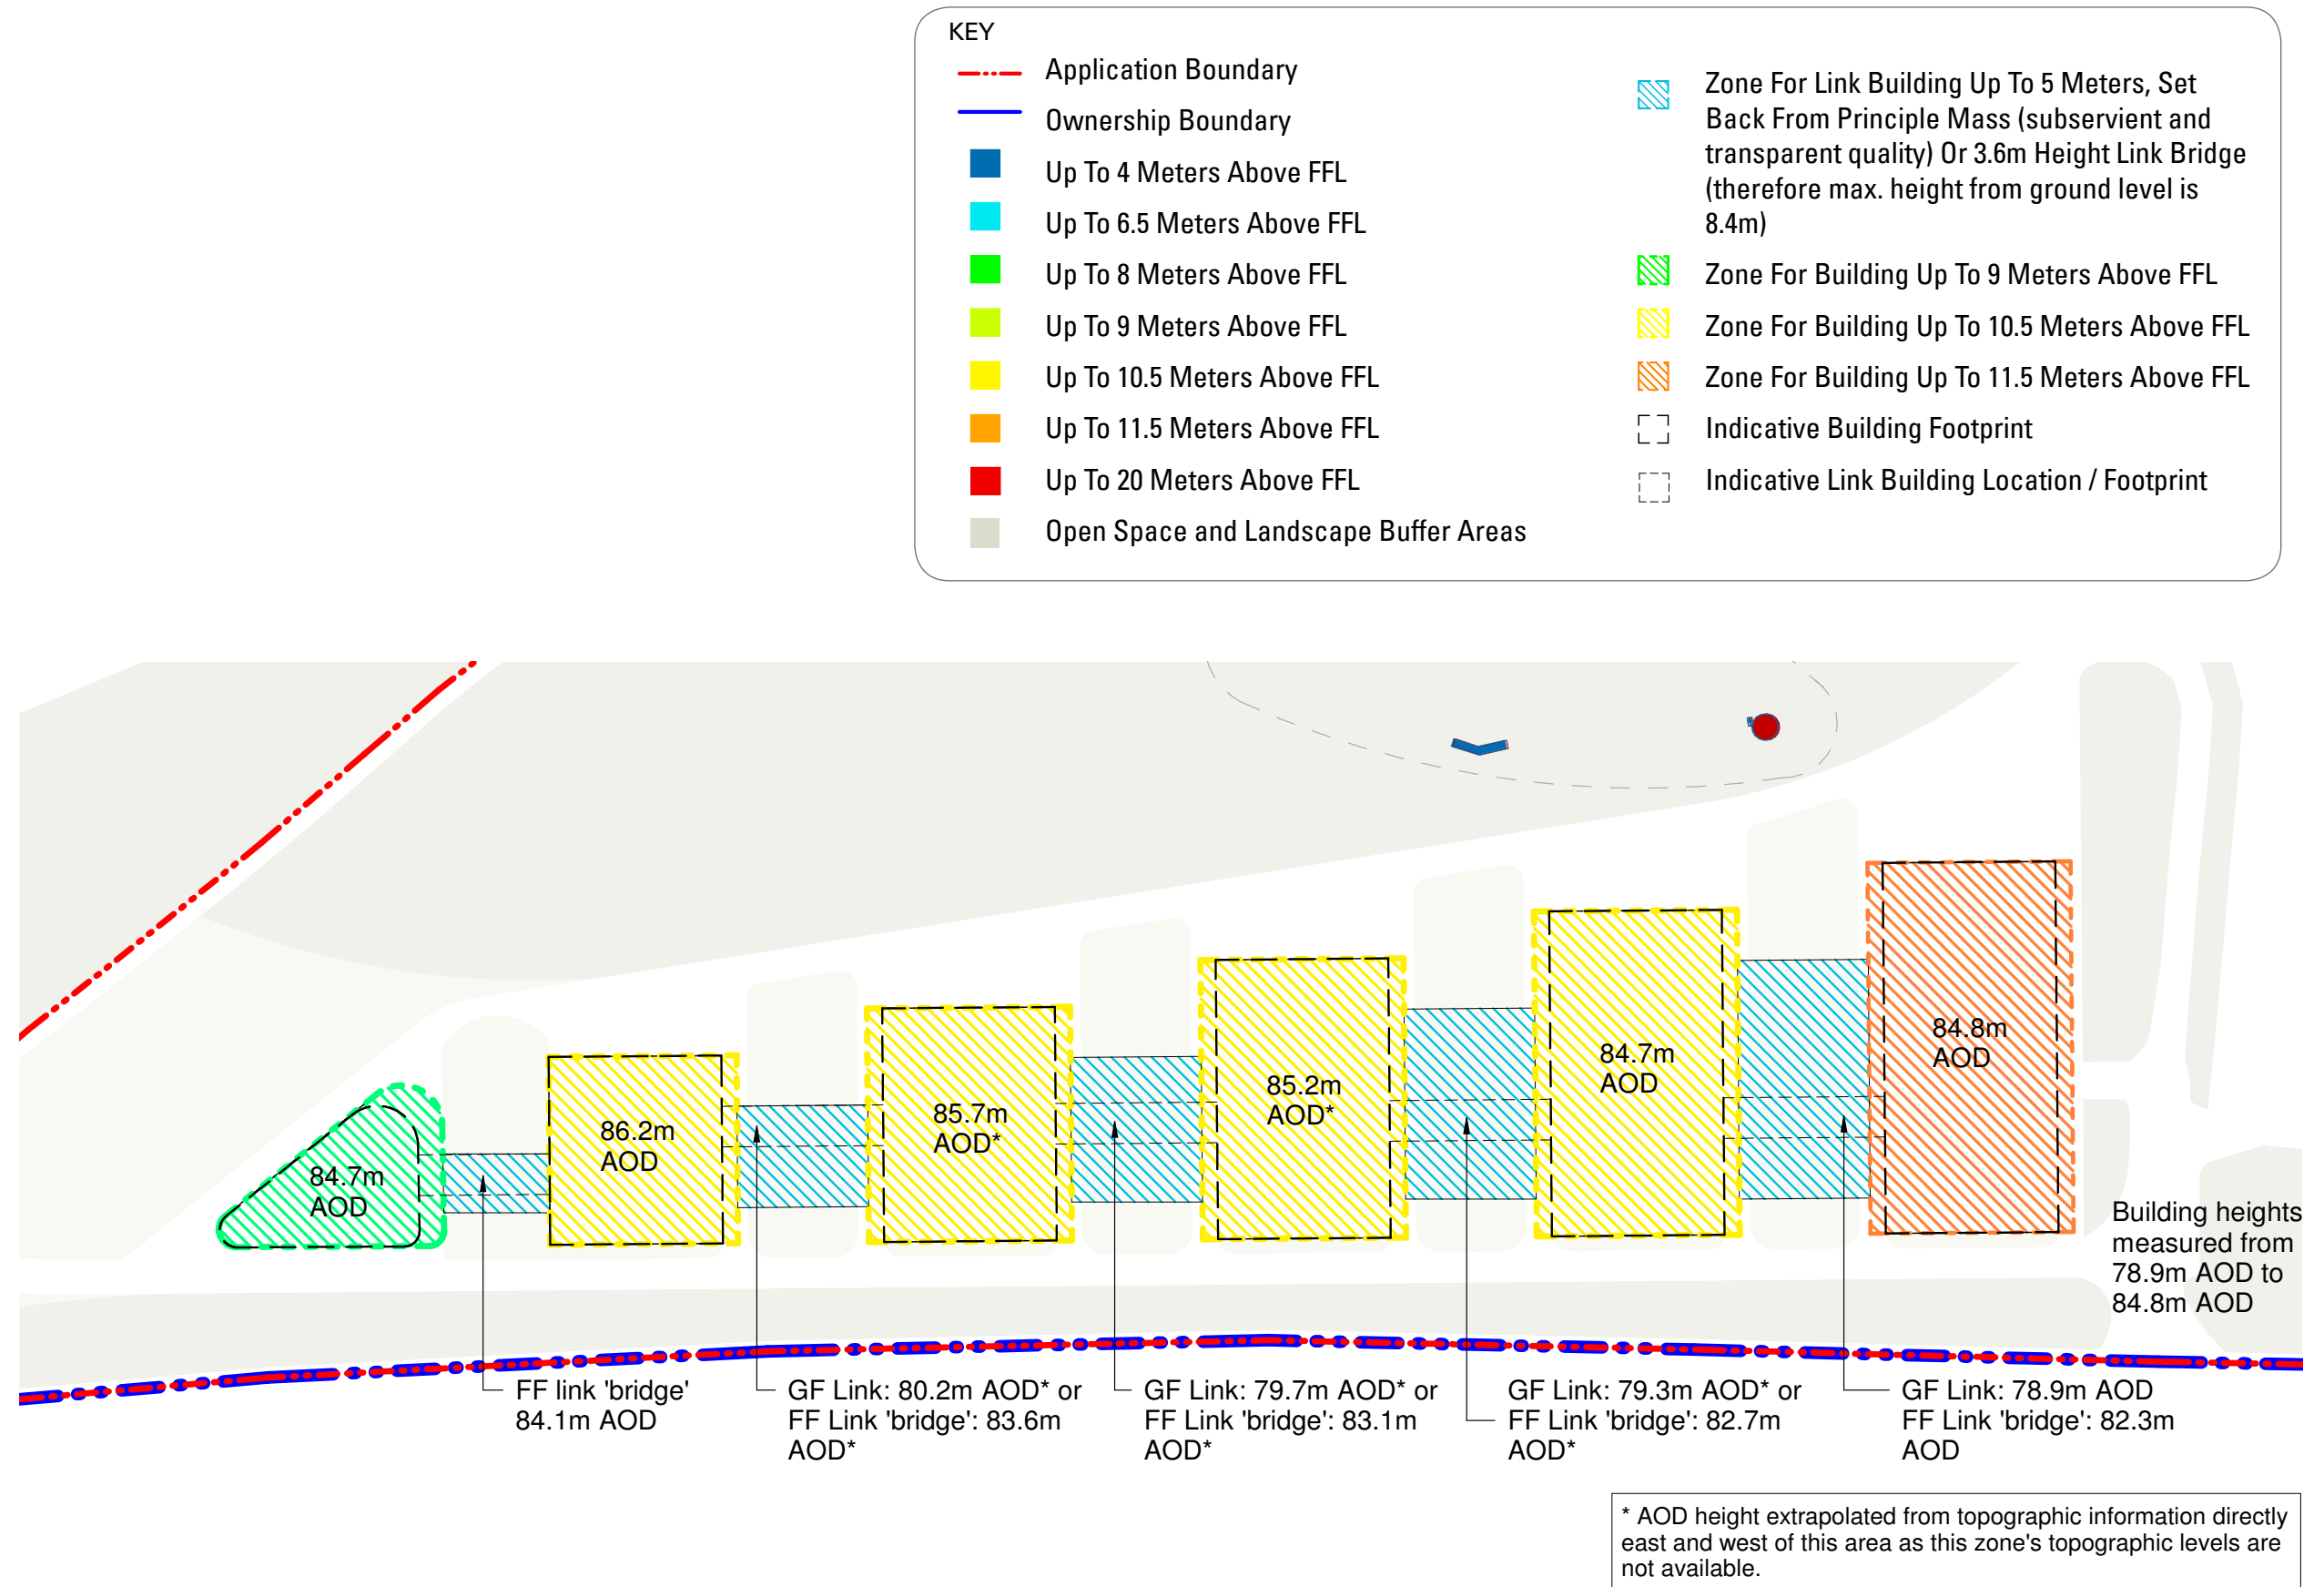 KEY
Application Boundary
Ownership Boundary
Up To 4 Meters Above FFL
Up To 6.5 Meters Above FFL
Up To 8 Meters Above FFL
Up To 9 Meters Above FFL
Up To 10.5 Meters Above FFL
Up To 11.5 Meters Above FFL
Up To 20 Meters Above FFL
Open Space and Landscape Buffer Areas
Zone For Link Building Up To 5 Meters, Set
Back From Principle Mass (subservient and
transparent quality) Or 3.6m Height Link Bridge
(therefore max. height from ground level is
8.4m)
Zone For Building Up To 9 Meters Above FFL
Zone For Building Up To 10.5 Meters Above FFL
Zone For Building Up To 11.5 Meters Above FFL
Indicative Building Footprint
Indicative Link Building Location / Footprint
84.7m
AOD
86.2m
AOD
85.7m
AOD*
85.2m
AOD*
84.7m
AOD
84.8m
AOD
Building heights
measured from
78.9m AOD to
84.8m AOD
FF link 'bridge'
84.1m AOD
GF Link: 80.2m AOD* or
FF Link 'bridge': 83.6m
AOD*
GF Link: 79.7m AOD* or
FF Link 'bridge': 83.1m
AOD*
GF Link: 79.3m AOD* or
FF Link 'bridge': 82.7m
AOD*
GF Link: 78.9m AOD
FF Link 'bridge': 82.3m
AOD
* AOD height extrapolated from topographic information directly
east and west of this area as this zone's topographic levels are
not available.